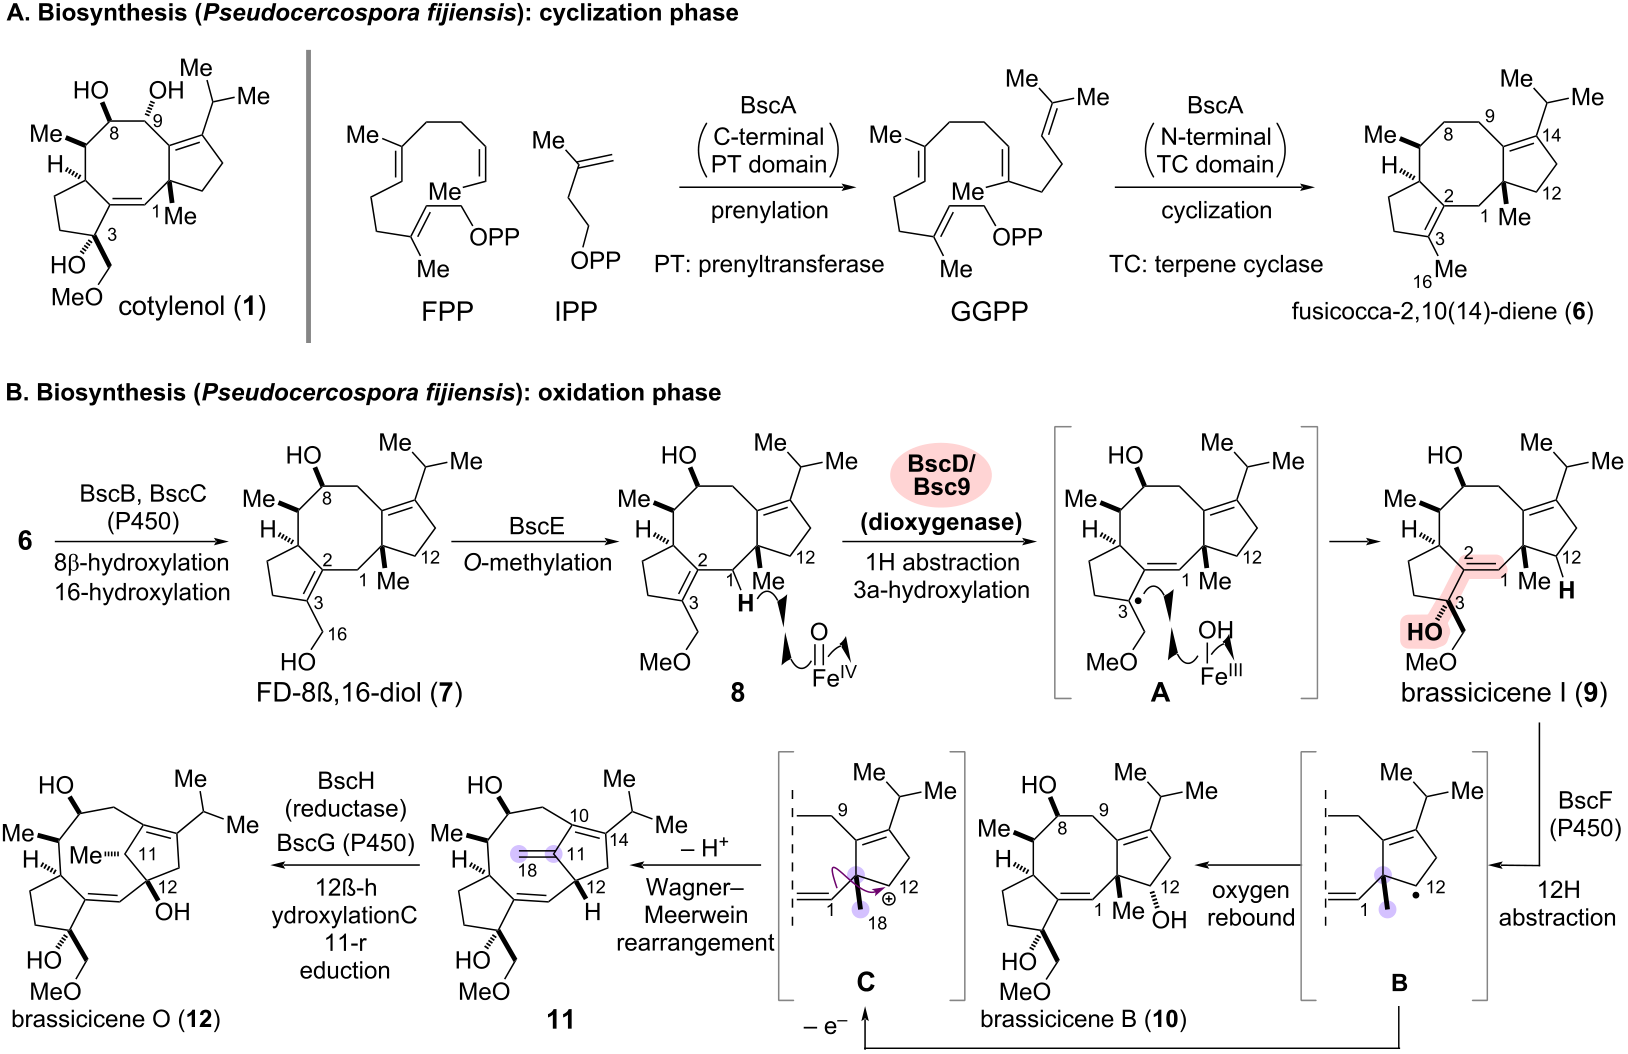 A. Biosynthesis (Pseudocercospora fijiensis): cyclization phase
HO
OH
Me
Me
8
9
Me
H
1
Me
3
HO
MeO
cotylenol (1)
Me
Me
OPP
Me
FPP
Me
OPP
IPP
BscA
(C-terminal
PT domain)
prenylation
PT: prenyltransferase
Me
Me
Me
Me
OPP
Me
GGPP
BscA
(N-terminal
TC domain)
cyclization
TC: terpene cyclase
Me
Me
9
Me
8
14
H
2
12
1
Me
3
Me
16
fusicocca-2,10(14)-diene (6)
B. Biosynthesis (Pseudocercospora fijiensis): oxidation phase
6
BscB, BscC
(P450)
8β-hydroxylation
16-hydroxylation
Me
HO
Me
8
Me
H
2
12
1
Me
3
16
HO
FD-8ß,16-diol (7)
BscE
O-methylation
Me
HO
Me
Me
H
2
12
1
Me
H
3
MeO
O
FeIV
8
BscD/
Bsc9
(dioxygenase)
1H abstraction
3a-hydroxylation
Me
HO
Me
Me
H
12
1
Me
3
OH
MeO
FeIII
A
Me
HO
Me
Me
H
2
12
1
Me
H
3
HO
MeO
brassicicene I (9)
BscF
(P450)
12H
abstraction
Me
Me
12
1
B
oxygen
rebound
Me
HO
Me
9
8
Me
H
12
1
Me
OH
HO
MeO
brassicicene B (10)
– e–
Me
9
Me
12
1
18
C
– H+
Wagner–
Meerwein
rearrangement
HO
Me
10
Me
Me
14
11
H
18
12
H
HO
MeO
11
BscH
(reductase)
BscG (P450)
12ß-h
ydroxylationC
11-r
eduction
HO
Me
Me
Me
Me
11
H
12
OH
HO
MeO
brassicicene O (12)